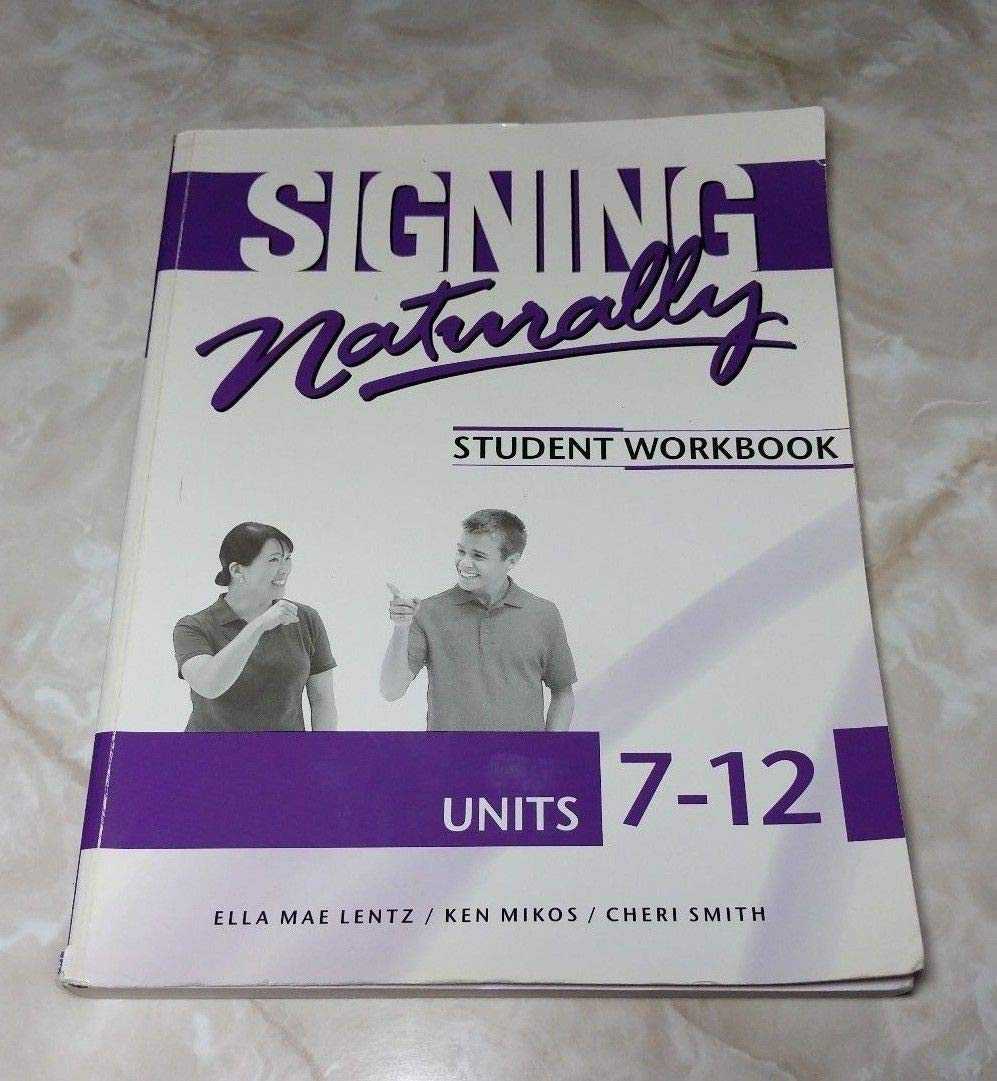 SIGNING
Naturally
STUDENT WORKBOOK
UNITS 7-12
ELLA MAE LENTZ / KEN MIKOS / CHERI SMITH